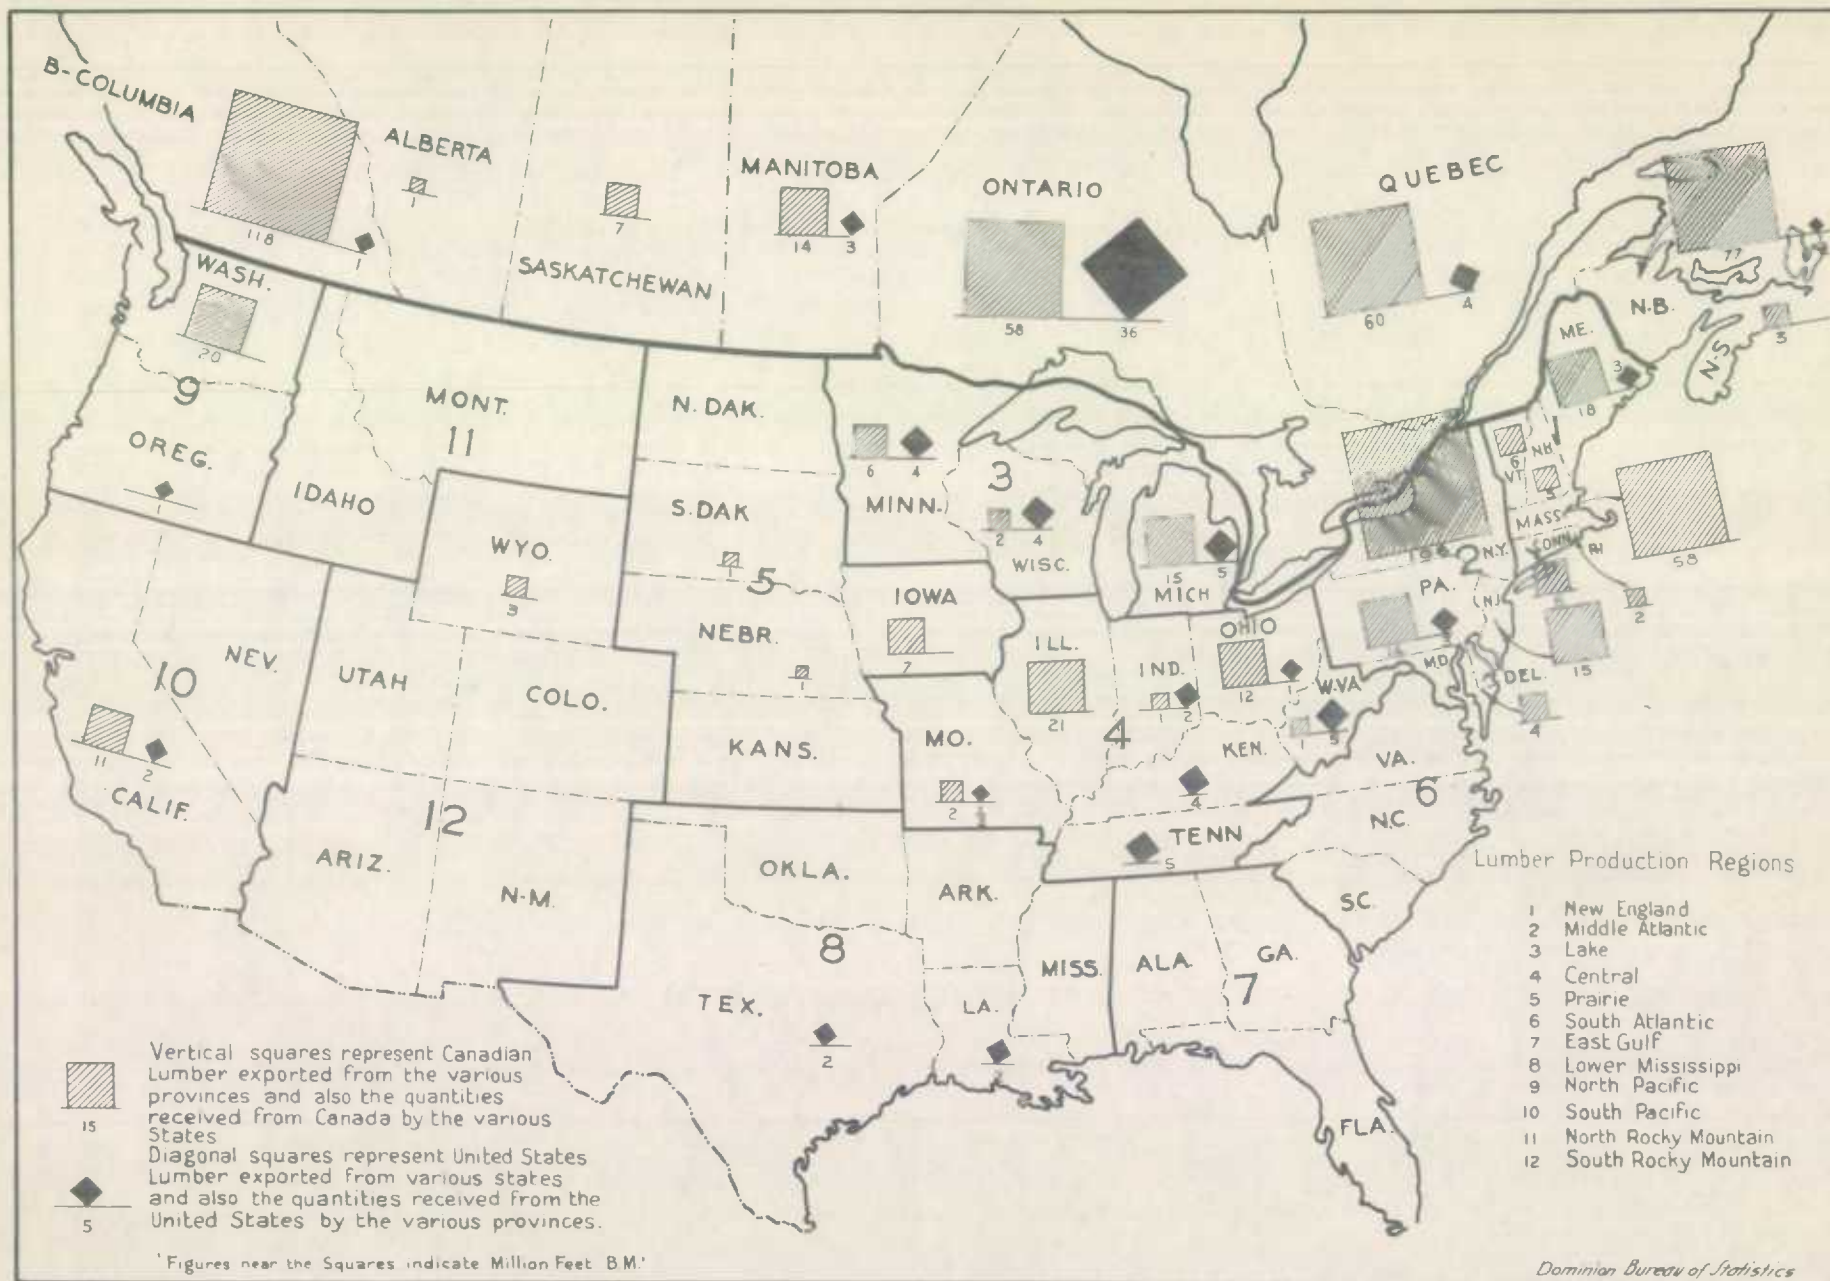 B-COLUMBIA
118
1
ALBERTA
1
SASKATCHEWAN
7
MANITOBA
14
3
ONTARIO
58
36
QUEBEC
60
4
77
N.B.
N-S
3
WASH.
20
9
OREG.
IDAHO
MONT.
11
WYO.
3
N. DAK.
S. DAK
1
5
NEBR.
1
KANS.
MINN.
6
4
3
2
4
WISC.
15
5
MICH
IOWA
7
ILL.
21
IND.
1
2
OHIO
12
1
4
MO.
2
KEN.
4
W.VA
1
5
TENN
5
ME.
3
18
VT.
6
N.H.
5
MASS
CONN
R.I
58
2
N.Y.
2
PA.
N.J.
15
M.D.
DEL.
4
VA.
6
N.C.
S.C.
NEV.
10
CALIF.
11
2
UTAH
COLO.
12
ARIZ.
N-M.
OKLA.
ARK.
8
TEX.
2
LA.
MISS.
ALA.
GA.
7
FLA.
Lumber Production Regions
1 New England
2 Middle Atlantic
3 Lake
4 Central
5 Prairie
6 South Atlantic
7 East Gulf
8 Lower Mississippi
9 North Pacific
10 South Pacific
11 North Rocky Mountain
12 South Rocky Mountain
15
Vertical squares represent Canadian
Lumber exported from the various
provinces and also the quantities
received from Canada by the various
States
5
Diagonal squares represent United States
Lumber exported from various states
and also the quantities received from the
United States by the various provinces.
'Figures near the Squares indicate Million Feet B.M.'
Dominion Bureau of Statistics